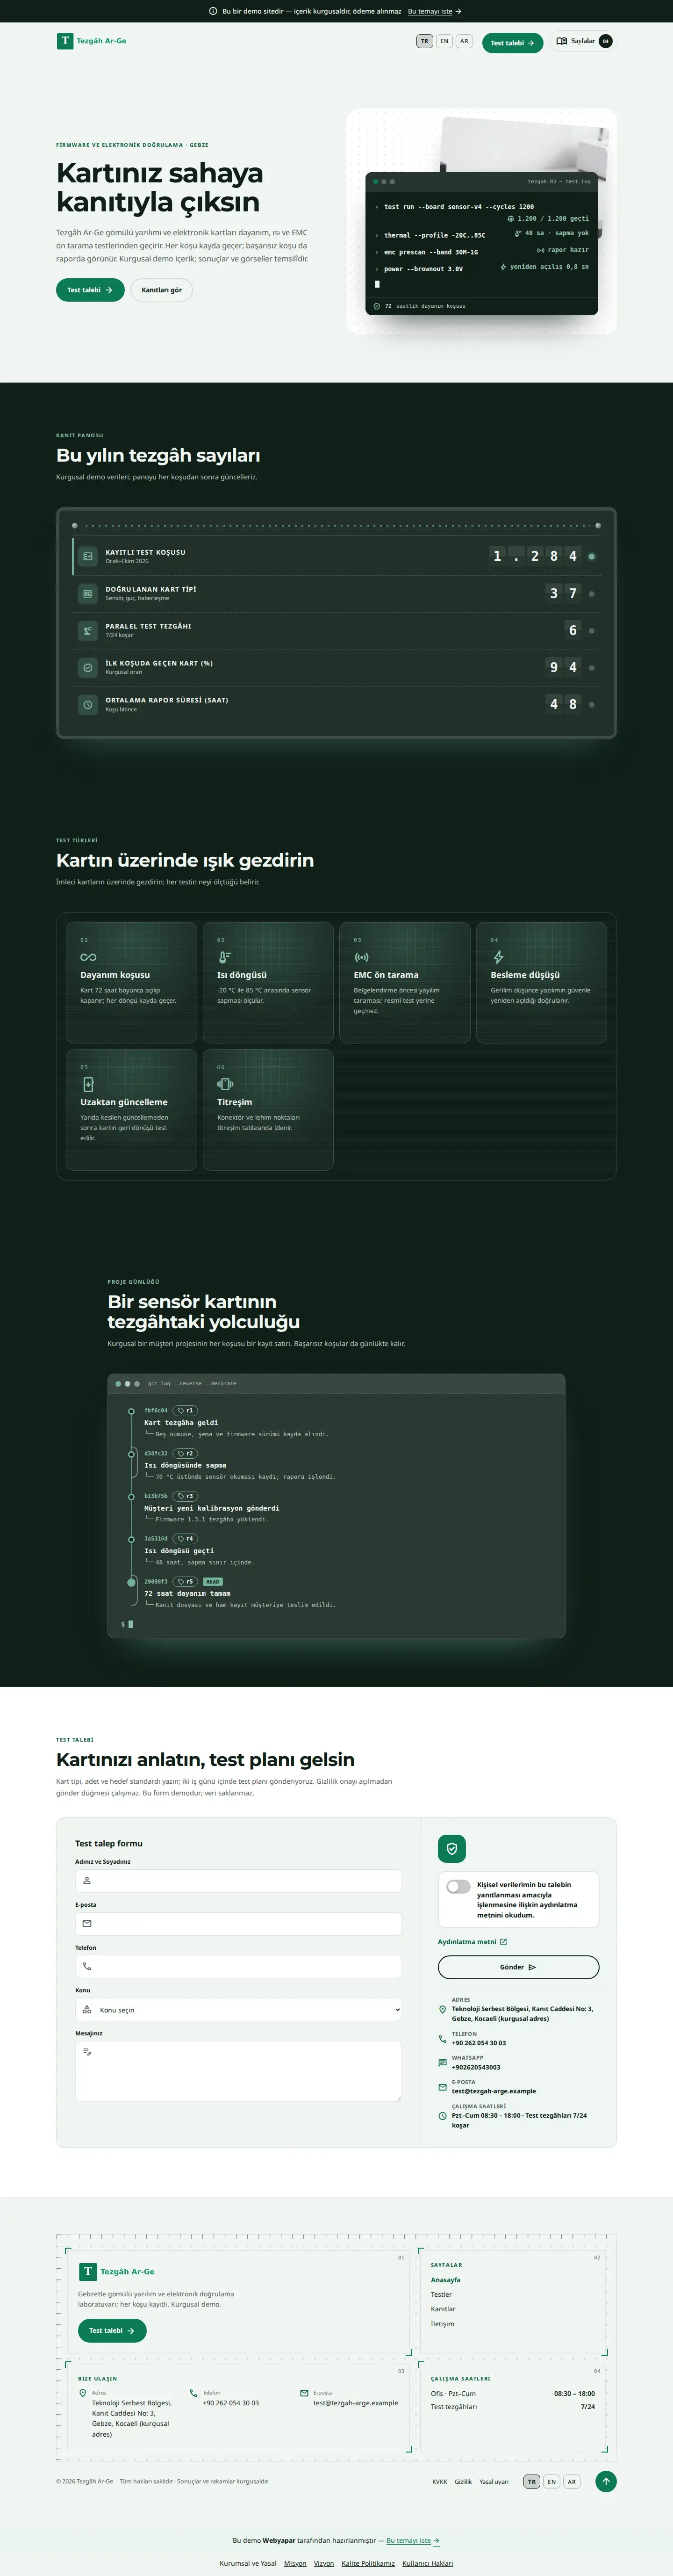 Bu bir demo sitedir — içerik kurgusaldır, ödeme alınmaz Bu temayı iste →
T Tezgâh Ar-Ge
TR EN AR Test talebi → Sayfalar 04
FİRMWARE VE ELEKTRONİK DOĞRULAMA · GEBZE
Kartınız sahaya
kanıtıyla çıksın
Tezgâh Ar-Ge gömülü yazılımı ve elektronik kartları dayanım, ısı ve EMC
ön tarama testlerinden geçirir. Her koşu kayda geçer; başarısız koşu da
raporda görünür. Kurgusal demo içerik; sonuçlar ve görseller temsilîdir.
Test talebi →
Kanıtları gör
tezgah-03 — test.log
› test run --board sensor-v4 --cycles 1200
1.200 / 1.200 geçti
› thermal --profile -20C..85C
48 sa · sapma yok
› emc prescan --band 30M-1G
rapor hazır
› power --brownout 3.0V
yeniden açılış 0,8 sn
72 saatlik dayanım koşusu
KANIT PANOSU
Bu yılın tezgâh sayıları
Kurgusal demo verileri; panoyu her koşudan sonra güncelleriz.
KAYITLI TEST KOŞUSU
Ocak–Ekim 2026
1.284
DOĞRULANAN KART TİPİ
Sensör, güç, haberleşme
37
PARALEL TEST TEZGÂHI
7/24 koşar
6
İLK KOŞUDA GEÇEN KART (%)
Kurgusal oran
94
ORTALAMA RAPOR SÜRESİ (SAAT)
Koşu bitince
48
TEST TÜRLERİ
Kartın üzerinde ışık gezdirin
İmleci kartların üzerinde gezdirin; her testin neyi ölçtüğü belirir.
01
Dayanım koşusu
Kart 72 saat boyunca açılıp
kapanır; her döngü kayda geçer.
02
Isı döngüsü
-20 °C ile 85 °C arasında sensör
sapması ölçülür.
03
EMC ön tarama
Belgelendirme öncesi yayılım
taraması; resmî test yerine
geçmez.
04
Besleme düşüşü
Gerilim düşünce yazılımın güvenle
yeniden açıldığı doğrulanır.
05
Uzaktan güncelleme
Yarıda kesilen güncellemeden
sonra kartın geri dönüşü test
edilir.
06
Titreşim
Konektör ve lehim noktaları
titreşim tablasında izlenir.
PROJE GÜNLÜĞÜ
Bir sensör kartının
tezgâhtaki yolculuğu
Kurgusal bir müşteri projesinin her koşusu bir kayıt satırı. Başarısız koşular da günlükte kalır.
git log --reverse --decorate
fbf6c04 r1
Kart tezgâha geldi
└─ Beş numune, şema ve firmware sürümü kayda alındı.
d38fc32 r2
Isı döngüsünde sapma
└─ 70 °C üstünde sensör okuması kaydı; rapora işlendi.
b13b75b r3
Müşteri yeni kalibrasyon gönderdi
└─ Firmware 1.3.1 tezgâha yüklendi.
3a5316d r4
Isı döngüsü geçti
└─ 48 saat, sapma sınır içinde.
29098f3 r5 HEAD
72 saat dayanım tamam
└─ Kanıt dosyası ve ham kayıt müşteriye teslim edildi.
$
TEST TALEBİ
Kartınızı anlatın, test planı gelsin
Kart tipi, adet ve hedef standardı yazın; iki iş günü içinde test planı gönderiyoruz. Gizlilik onayı açılmadan
gönder düğmesi çalışmaz. Bu form demodur; veri saklanmaz.
Test talep formu
Adınız ve Soyadınız
E-posta
Telefon
Konu
Konu seçin
Mesajınız
Kişisel verilerimin bu talebin
yanıtlanması amacıyla
işlenmesine ilişkin aydınlatma
metnini okudum.
Aydınlatma metni
Gönder
ADRES
Teknoloji Serbest Bölgesi, Kanıt Caddesi No: 3,
Gebze, Kocaeli (kurgusal adres)
TELEFON
+90 262 054 30 03
WHATSAPP
+902620543003
E-POSTA
test@tezgah-arge.example
ÇALIŞMA SAATLERİ
Pzt–Cum 08:30 – 18:00 · Test tezgâhları 7/24
koşar
01
T Tezgâh Ar-Ge
Gebze'de gömülü yazılım ve elektronik doğrulama
laboratuvarı; her koşu kayıtlı. Kurgusal demo.
Test talebi →
02
SAYFALAR
Anasayfa
Testler
Kanıtlar
İletişim
03
BİZE ULAŞIN
Adres
Teknoloji Serbest Bölgesi,
Kanıt Caddesi No: 3,
Gebze, Kocaeli (kurgusal
adres)
Telefon
+90 262 054 30 03
E-posta
test@tezgah-arge.example
04
ÇALIŞMA SAATLERİ
Ofis · Pzt–Cum 08:30 – 18:00
Test tezgâhları 7/24
© 2026 Tezgâh Ar-Ge Tüm hakları saklıdır · Sonuçlar ve rakamlar kurgusaldır.
KVKK Gizlilik Yasal uyarı TR EN AR
Bu demo Webyapar tarafından hazırlanmıştır — Bu temayı iste →
Kurumsal ve Yasal Misyon Vizyon Kalite Politikamız Kullanıcı Hakları